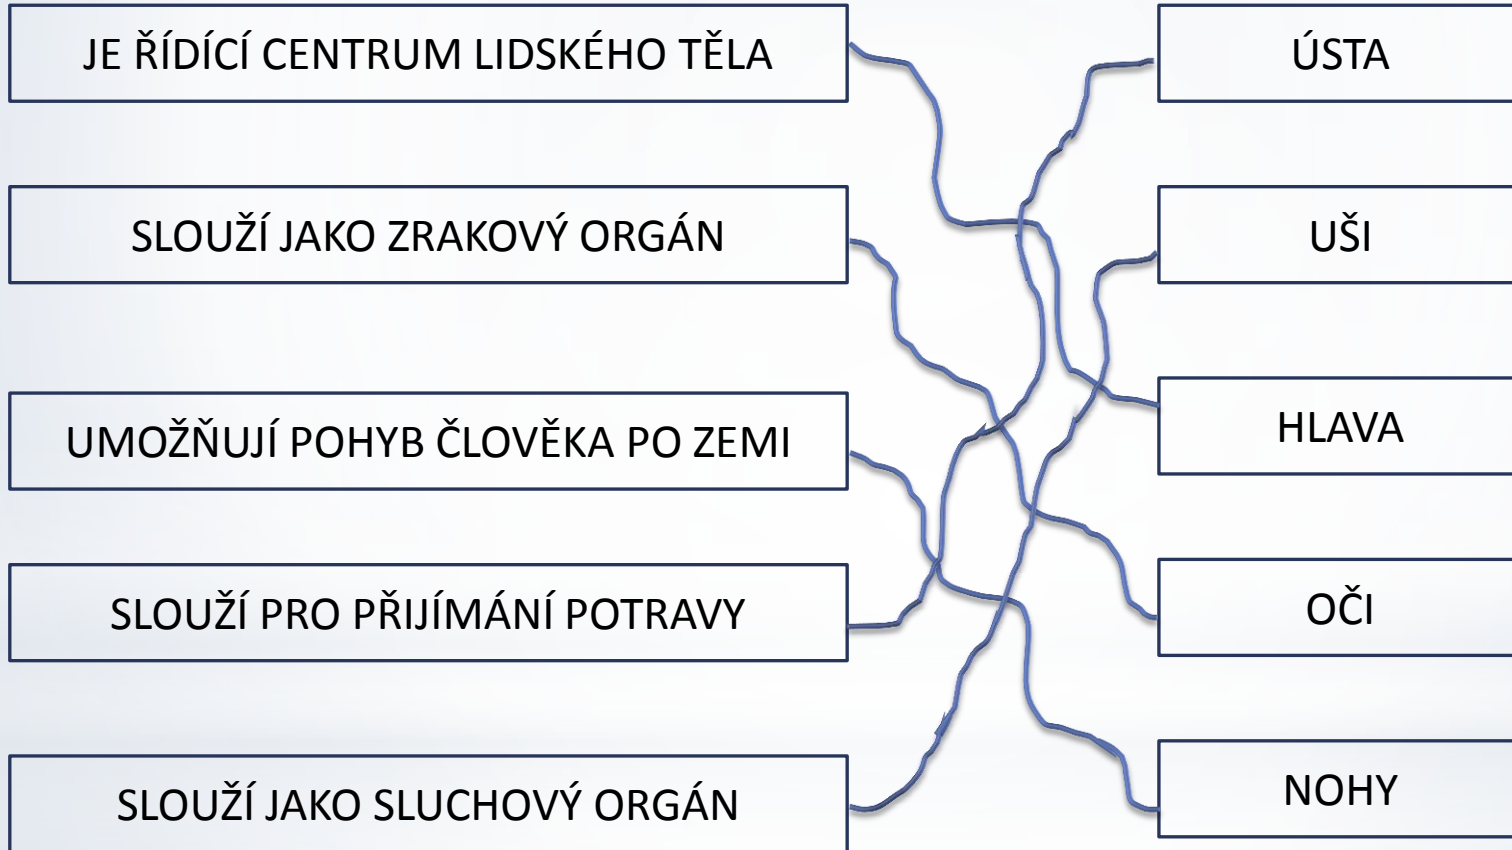 JE ŘÍDÍCÍ CENTRUM LIDSKÉHO TĚLA
ÚSTA
SLOUŽÍ JAKO ZRAKOVÝ ORGÁN
UŠI
UMOŽŇUJÍ POHYB ČLOVĚKA PO ZEMI
HLAVA
SLOUŽÍ PRO PŘIJÍMÁNÍ POTRAVY
OČI
SLOUŽÍ JAKO SLUCHOVÝ ORGÁN
NOHY